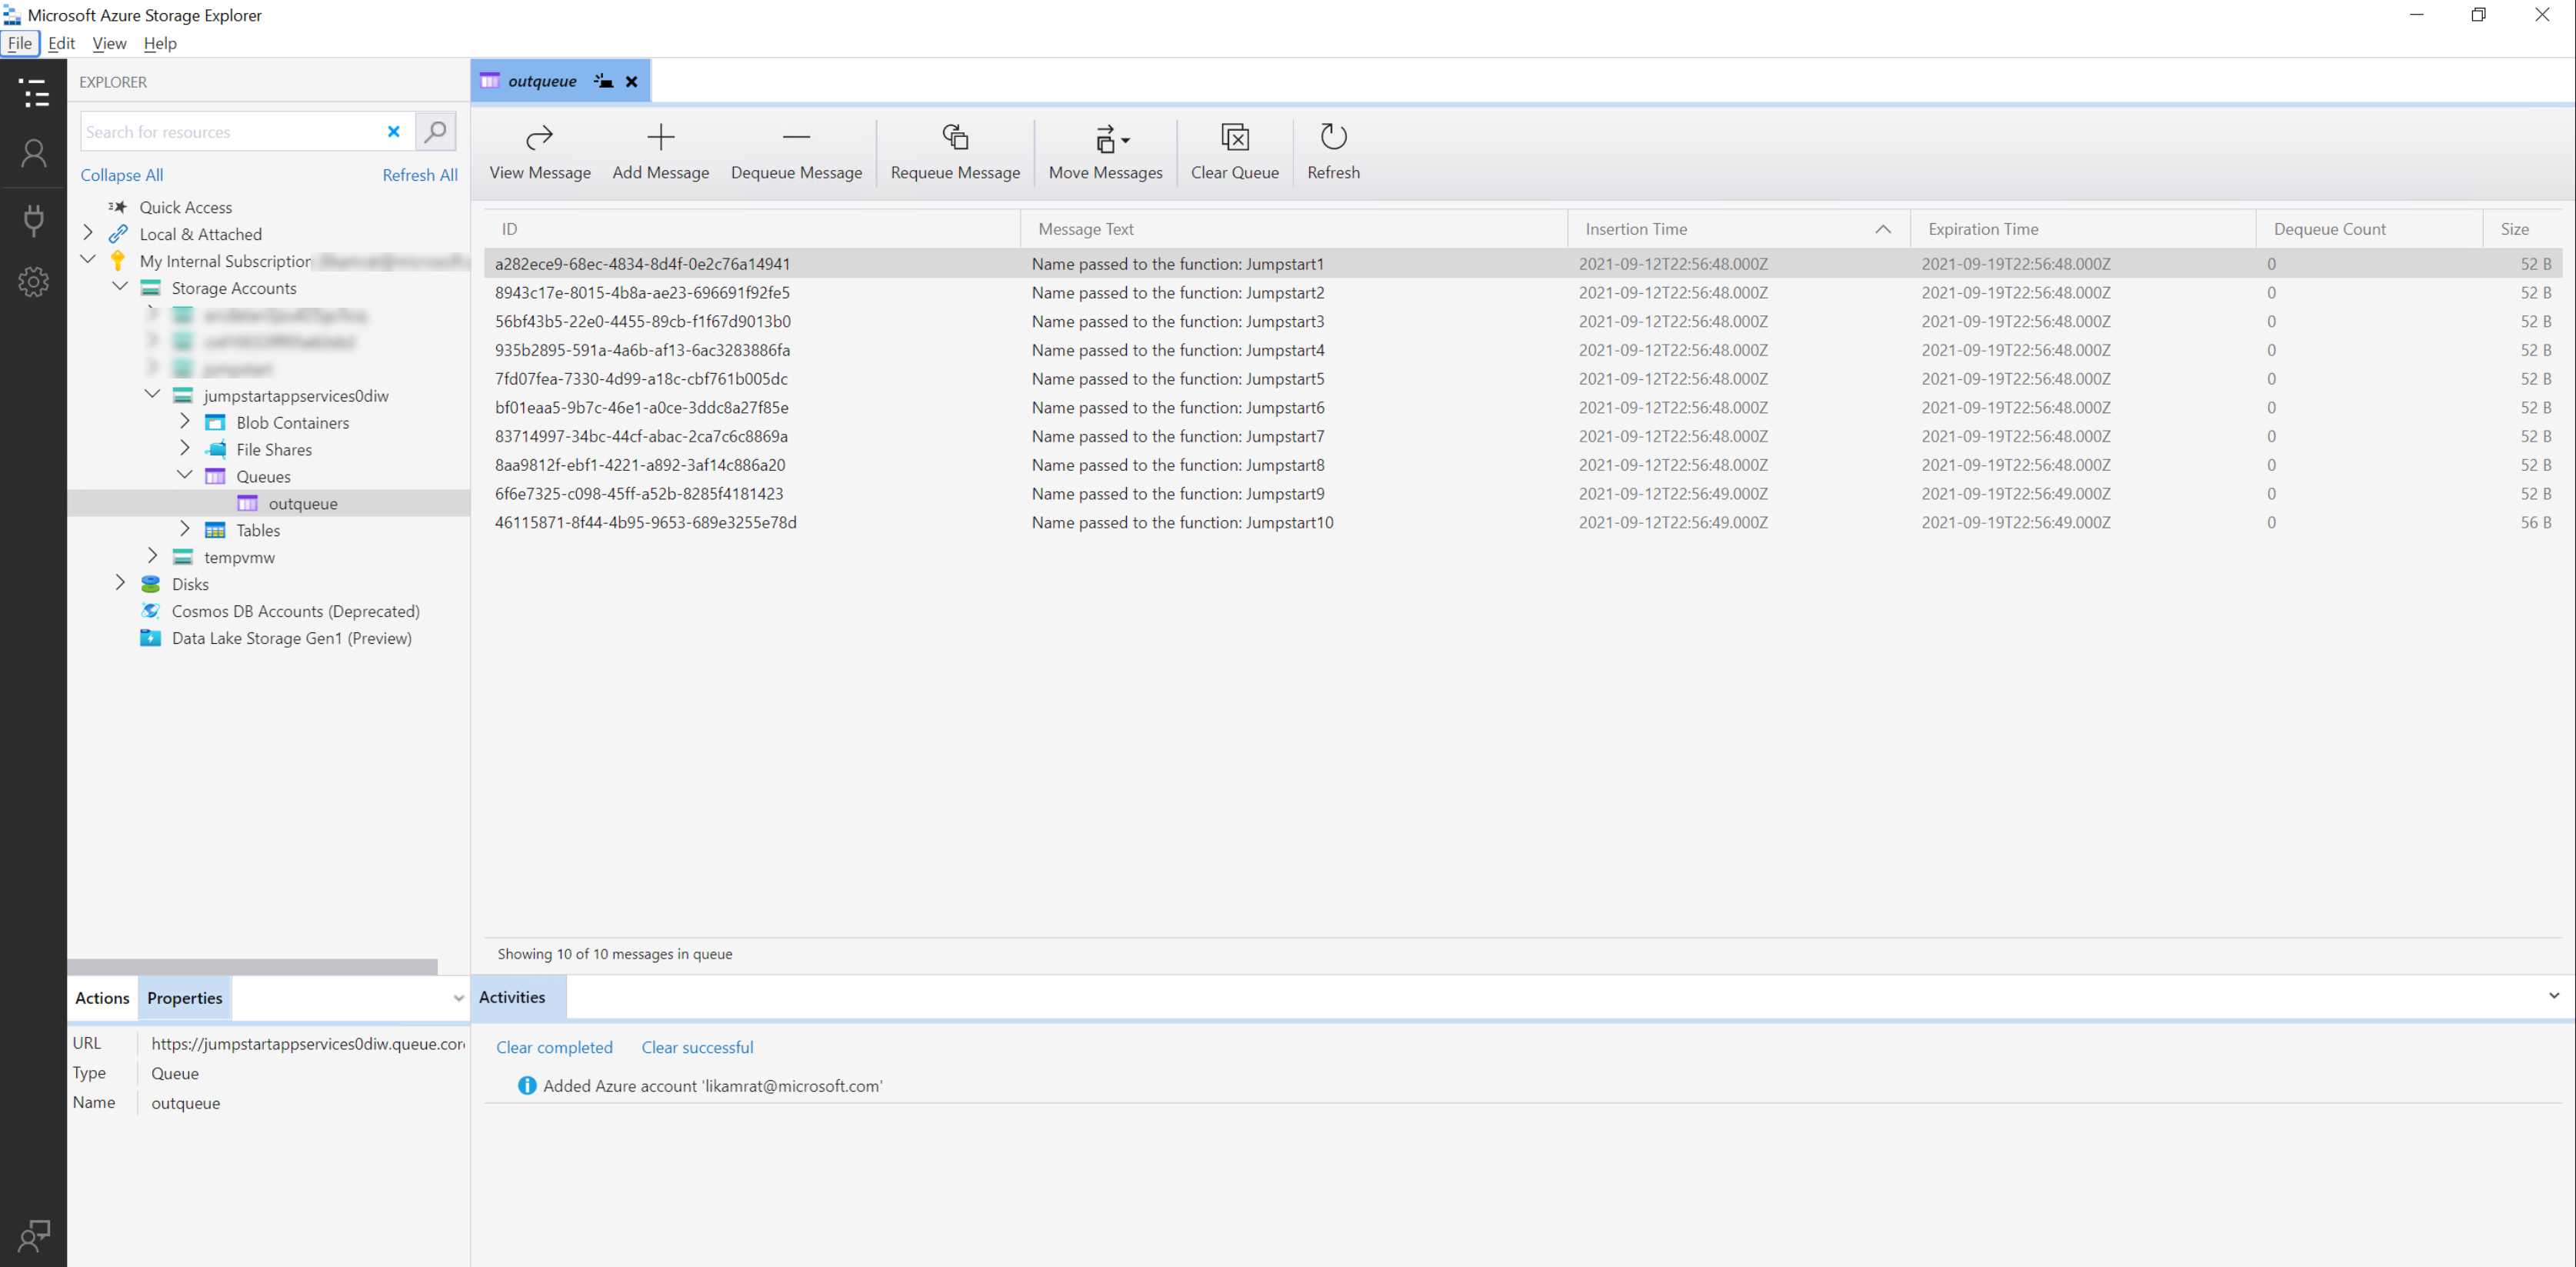 Microsoft Azure Storage Explorer
File Edit View Help
EXPLORER
Search for resources
Collapse All Refresh All
Quick Access
Local & Attached
My Internal Subscription
Storage Accounts
jumpstartappservices0diw
Blob Containers
File Shares
Queues
outqueue
Tables
tempvmw
Disks
Cosmos DB Accounts (Deprecated)
Data Lake Storage Gen1 (Preview)
Actions Properties
URL https://jumpstartappservices0diw.queue.cor
Type Queue
Name outqueue
outqueue
View Message Add Message Dequeue Message Requeue Message Move Messages Clear Queue Refresh
ID Message Text Insertion Time Expiration Time Dequeue Count Size
a282ece9-68ec-4834-8d4f-0e2c76a14941 Name passed to the function: Jumpstart1 2021-09-12T22:56:48.000Z 2021-09-19T22:56:48.000Z 0 52 B
8943c17e-8015-4b8a-ae23-696691f92fe5 Name passed to the function: Jumpstart2 2021-09-12T22:56:48.000Z 2021-09-19T22:56:48.000Z 0 52 B
56bf43b5-22e0-4455-89cb-f1f67d9013b0 Name passed to the function: Jumpstart3 2021-09-12T22:56:48.000Z 2021-09-19T22:56:48.000Z 0 52 B
935b2895-591a-4a6b-af13-6ac3283886fa Name passed to the function: Jumpstart4 2021-09-12T22:56:48.000Z 2021-09-19T22:56:48.000Z 0 52 B
7fd07fea-7330-4d99-a18c-cbf761b005dc Name passed to the function: Jumpstart5 2021-09-12T22:56:48.000Z 2021-09-19T22:56:48.000Z 0 52 B
bf01eaa5-9b7c-46e1-a0ce-3ddc8a27f85e Name passed to the function: Jumpstart6 2021-09-12T22:56:48.000Z 2021-09-19T22:56:48.000Z 0 52 B
83714997-34bc-44cf-abac-2ca7c6c8869a Name passed to the function: Jumpstart7 2021-09-12T22:56:48.000Z 2021-09-19T22:56:48.000Z 0 52 B
8aa9812f-ebf1-4221-a892-3af14c886a20 Name passed to the function: Jumpstart8 2021-09-12T22:56:48.000Z 2021-09-19T22:56:48.000Z 0 52 B
6f6e7325-c098-45ff-a52b-8285f4181423 Name passed to the function: Jumpstart9 2021-09-12T22:56:49.000Z 2021-09-19T22:56:49.000Z 0 52 B
46115871-8f44-4b95-9653-689e3255e78d Name passed to the function: Jumpstart10 2021-09-12T22:56:49.000Z 2021-09-19T22:56:49.000Z 0 56 B
Showing 10 of 10 messages in queue
Activities
Clear completed Clear successful
Added Azure account 'likamrat@microsoft.com'